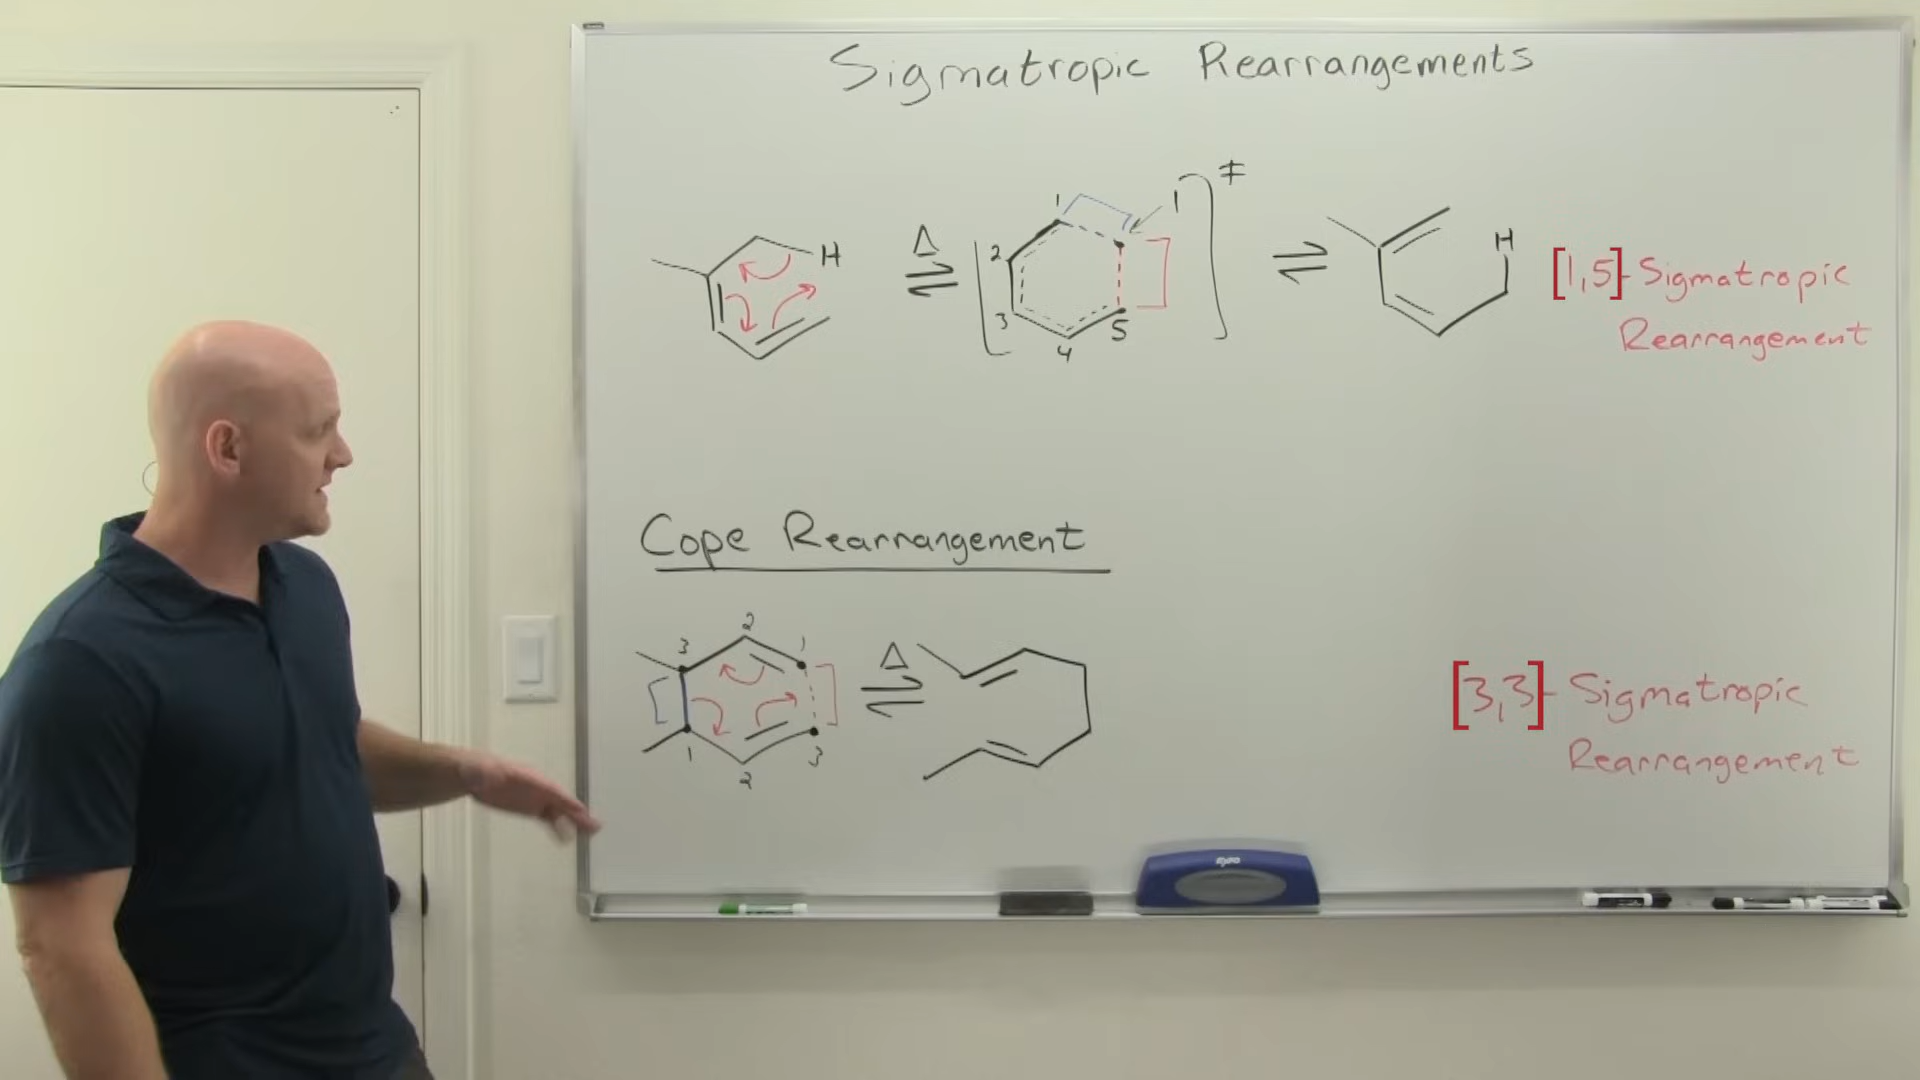 Sigmatropic Rearrangements
H
Δ
1
2
3
4
5
1
‡
H
[1,5]-Sigmatropic
Rearrangement
Cope Rearrangement
3
2
1
1
2
3
Δ
[3,3]-Sigmatropic
Rearrangement
EXPO